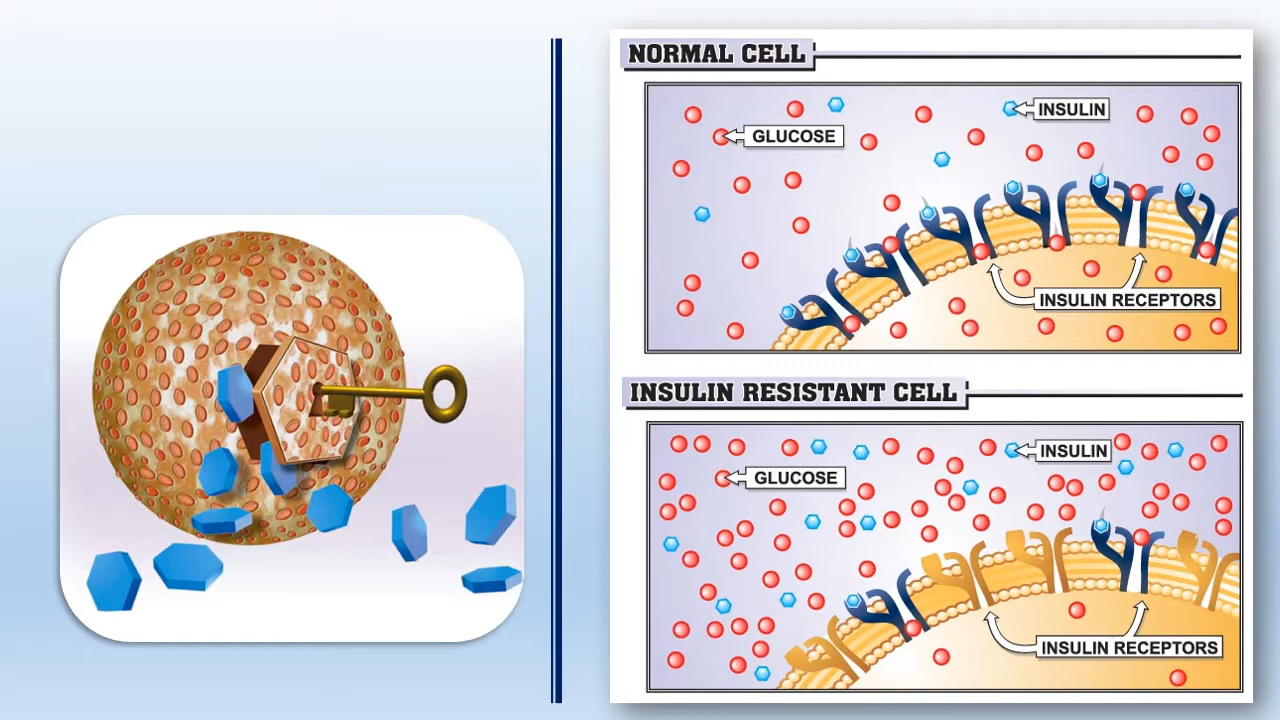 NORMAL CELL
INSULIN
GLUCOSE
INSULIN RECEPTORS
INSULIN RESISTANT CELL
INSULIN
GLUCOSE
INSULIN RECEPTORS